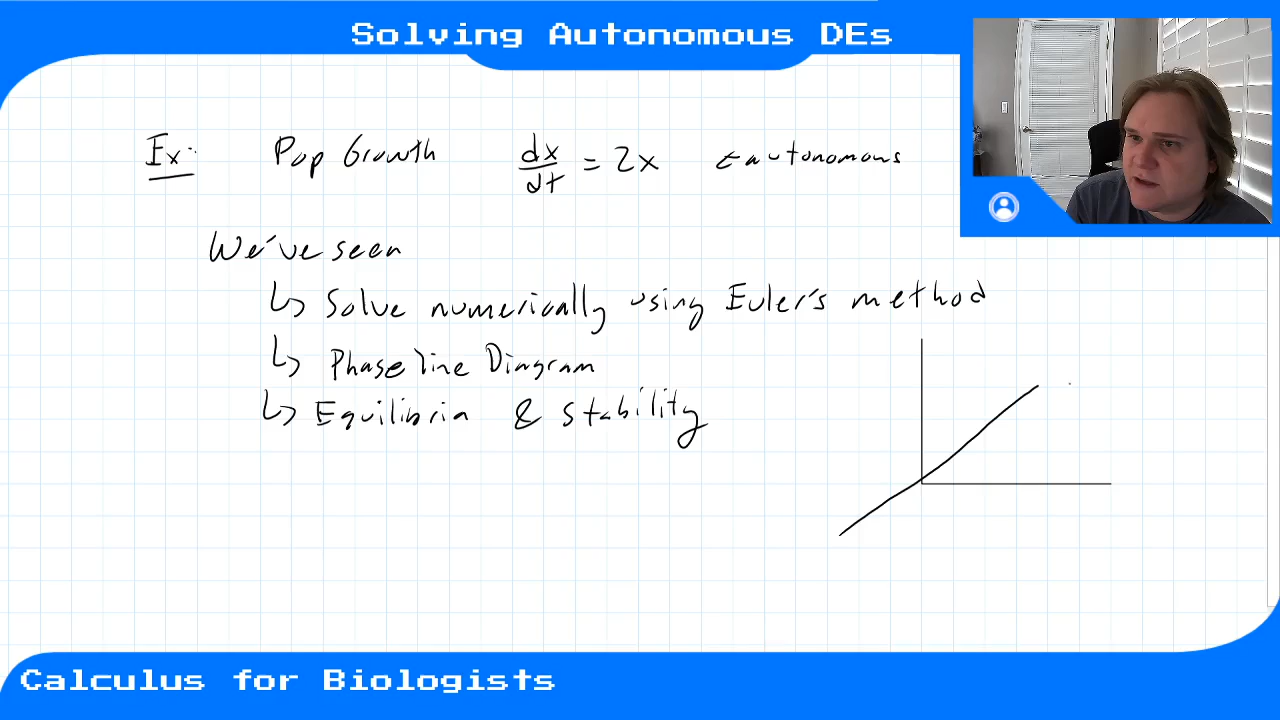 Solving Autonomous DEs
Ex: Pop Growth dx/dt = 2x ← autonomous
We've seen
↳ Solve numerically using Euler's method
↳ Phase line Diagram
↳ Equilibria & stability
Calculus for Biologists